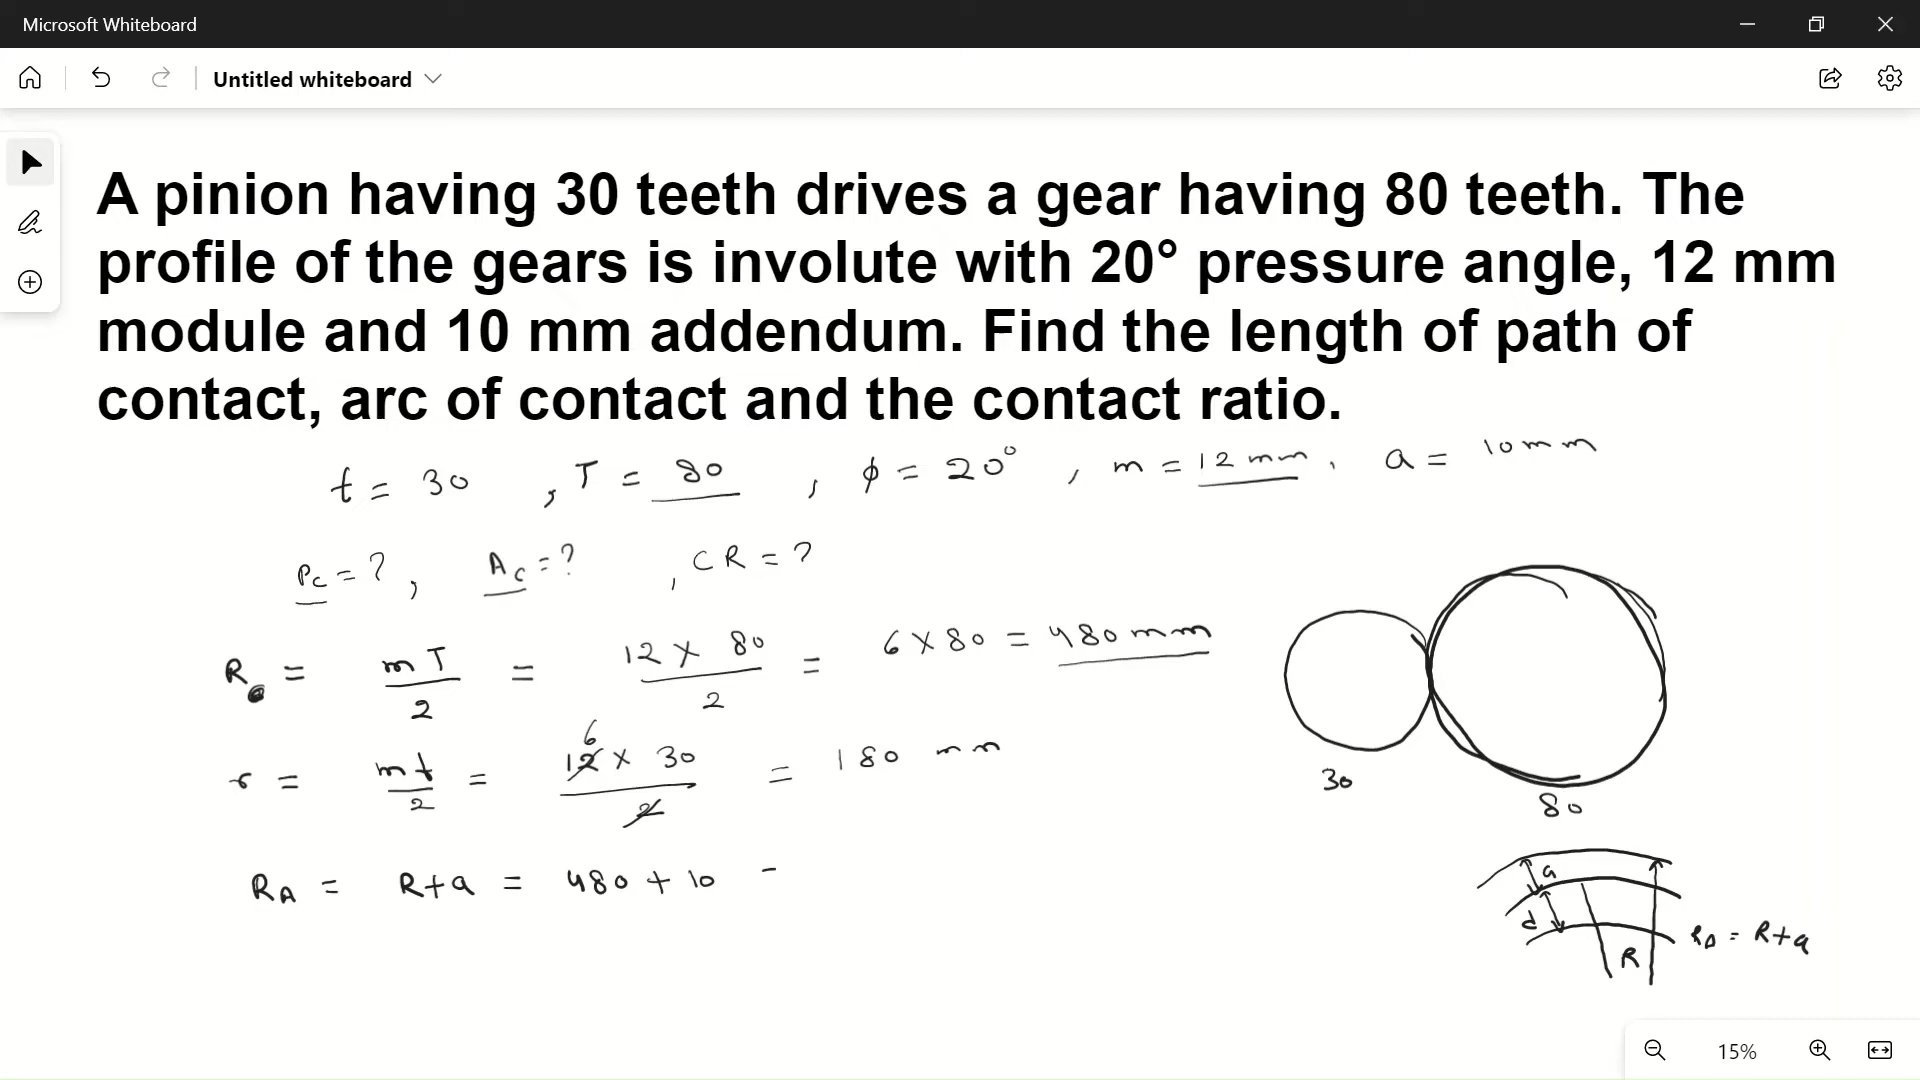 Microsoft Whiteboard
Untitled whiteboard
A pinion having 30 teeth drives a gear having 80 teeth. The
profile of the gears is involute with 20° pressure angle, 12 mm
module and 10 mm addendum. Find the length of path of
contact, arc of contact and the contact ratio.
t = 30 , T = 80 , ϕ = 20° , m = 12 mm , a = 10 mm
Pc = ? , Ac = ? , CR = ?
R = mT/2 = 12 × 80/2 = 6 × 80 = 480 mm
r = mt/2 = 6 12 × 30/2 = 180 mm
30
80
RA = R+a = 480 + 10 -
a
d
R
RA = R+a
15%